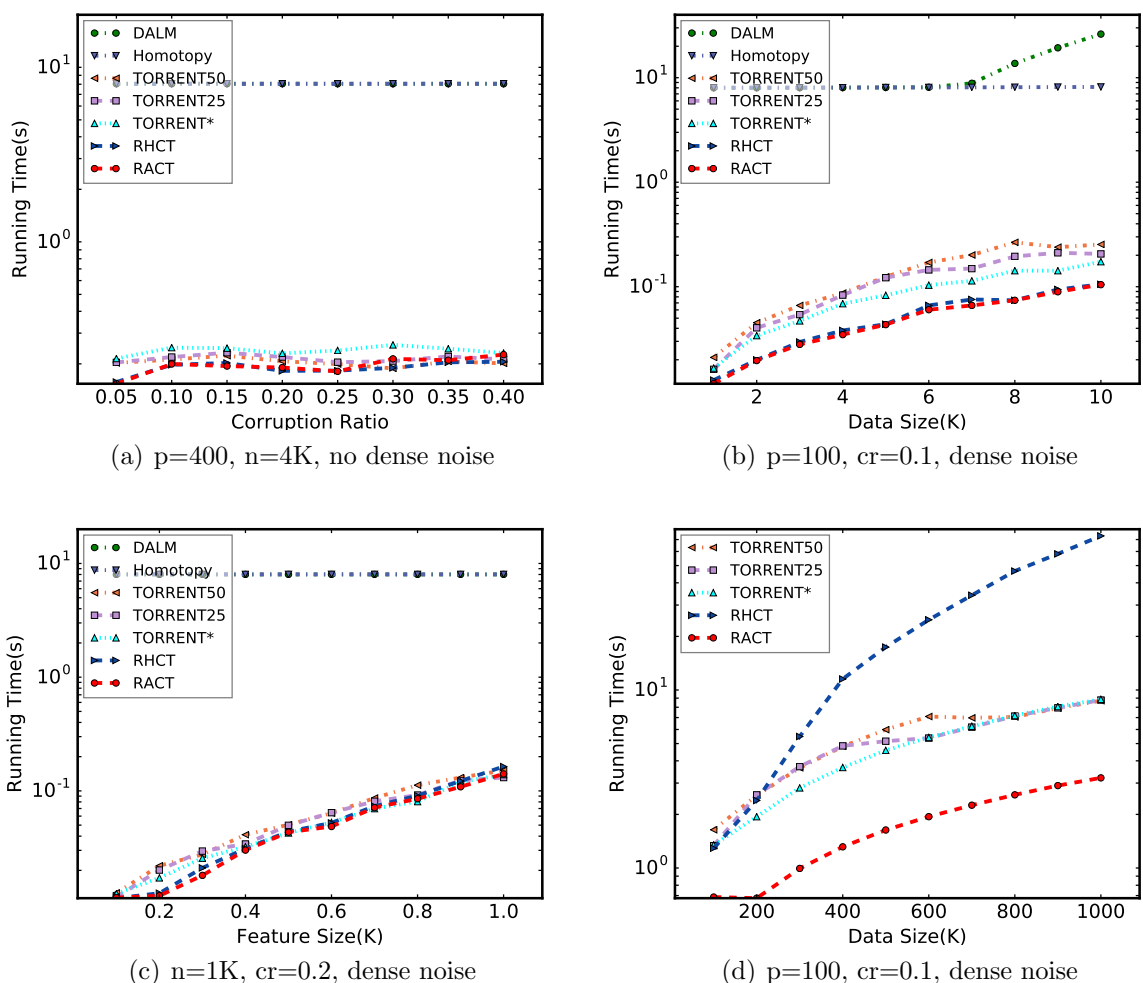 DALM
Homotopy
TORRENT50
TORRENT25
TORRENT*
RHCT
RACT
10^1
10^0
Running Time(s)
0.05 0.10 0.15 0.20 0.25 0.30 0.35 0.40
Corruption Ratio
(a) p=400, n=4K, no dense noise
DALM
Homotopy
TORRENT50
TORRENT25
TORRENT*
RHCT
RACT
10^1
10^0
10^-1
Running Time(s)
2 4 6 8 10
Data Size(K)
(b) p=100, cr=0.1, dense noise
DALM
Homotopy
TORRENT50
TORRENT25
TORRENT*
RHCT
RACT
10^1
10^0
10^-1
Running Time(s)
0.2 0.4 0.6 0.8 1.0
Feature Size(K)
(c) n=1K, cr=0.2, dense noise
TORRENT50
TORRENT25
TORRENT*
RHCT
RACT
10^1
10^0
Running Time(s)
200 400 600 800 1000
Data Size(K)
(d) p=100, cr=0.1, dense noise